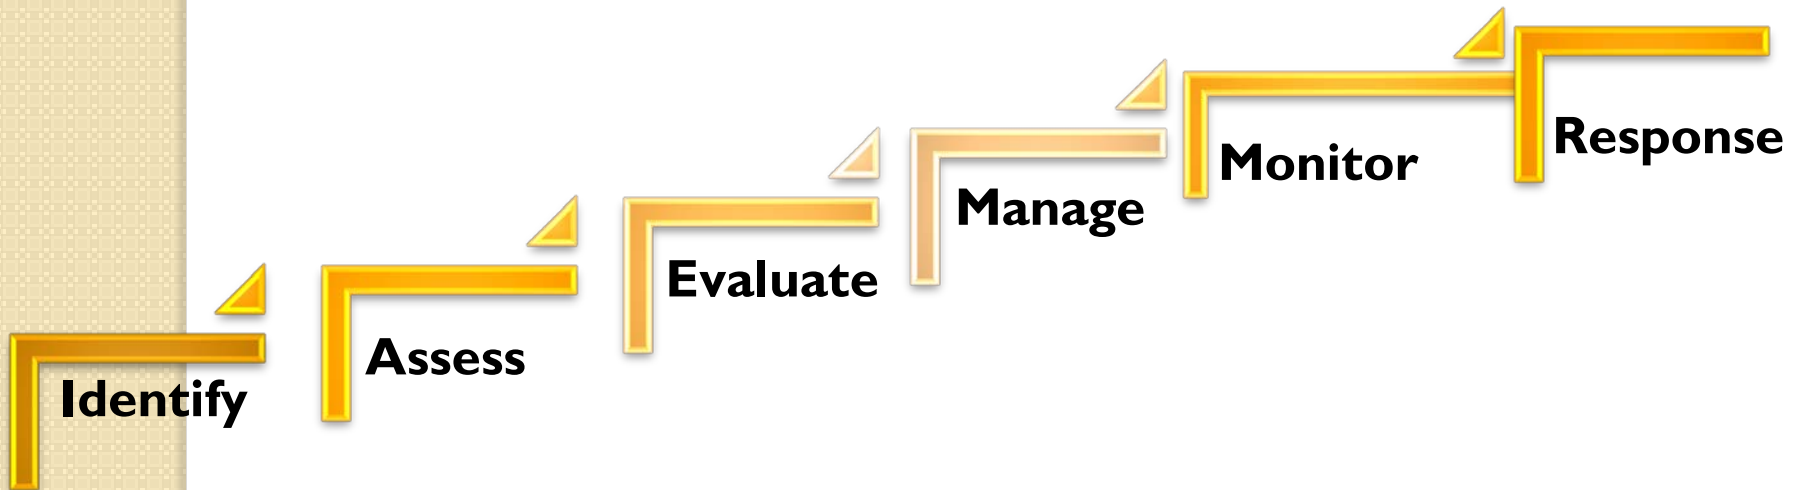 Identify
Assess
Evaluate
Manage
Monitor
Response